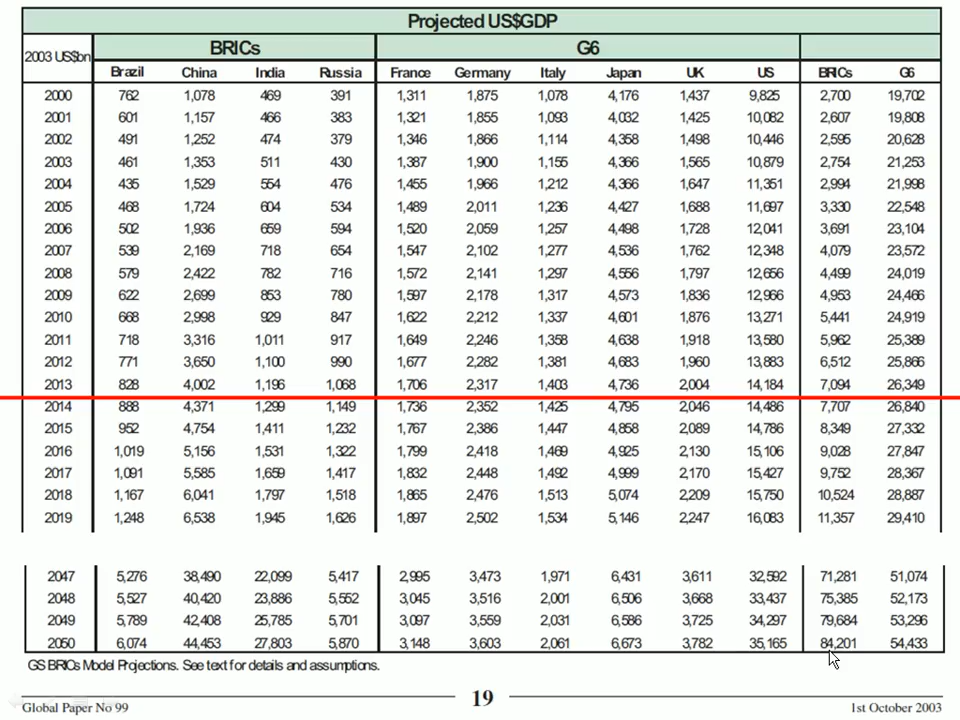 Projected US$GDP
2003 US$bn BRICs G6
Brazil China India Russia France Germany Italy Japan UK US BRICs G6
2000 762 1,078 469 391 1,311 1,875 1,078 4,176 1,437 9,825 2,700 19,702
2001 601 1,157 466 383 1,321 1,855 1,093 4,032 1,425 10,082 2,607 19,808
2002 491 1,252 474 379 1,346 1,866 1,114 4,358 1,498 10,446 2,595 20,628
2003 461 1,353 511 430 1,387 1,900 1,155 4,366 1,565 10,879 2,754 21,253
2004 435 1,529 554 476 1,455 1,966 1,212 4,366 1,647 11,351 2,994 21,998
2005 468 1,724 604 534 1,489 2,011 1,236 4,427 1,688 11,697 3,330 22,548
2006 502 1,936 659 594 1,520 2,059 1,257 4,498 1,728 12,041 3,691 23,104
2007 539 2,169 718 654 1,547 2,102 1,277 4,536 1,762 12,348 4,079 23,572
2008 579 2,422 782 716 1,572 2,141 1,297 4,556 1,797 12,656 4,499 24,019
2009 622 2,699 853 780 1,597 2,178 1,317 4,573 1,836 12,966 4,953 24,466
2010 668 2,998 929 847 1,622 2,212 1,337 4,601 1,876 13,271 5,441 24,919
2011 718 3,316 1,011 917 1,649 2,246 1,358 4,638 1,918 13,580 5,962 25,389
2012 771 3,650 1,100 990 1,677 2,282 1,381 4,683 1,960 13,883 6,512 25,866
2013 828 4,002 1,196 1,068 1,706 2,317 1,403 4,736 2,004 14,184 7,094 26,349
2014 888 4,371 1,299 1,149 1,736 2,352 1,425 4,795 2,046 14,486 7,707 26,840
2015 952 4,754 1,411 1,232 1,767 2,386 1,447 4,858 2,089 14,786 8,349 27,332
2016 1,019 5,156 1,531 1,322 1,799 2,418 1,469 4,925 2,130 15,106 9,028 27,847
2017 1,091 5,585 1,659 1,417 1,832 2,448 1,492 4,999 2,170 15,427 9,752 28,367
2018 1,167 6,041 1,797 1,518 1,865 2,476 1,513 5,074 2,209 15,750 10,524 28,887
2019 1,248 6,538 1,945 1,626 1,897 2,502 1,534 5,146 2,247 16,083 11,357 29,410
2047 5,276 38,490 22,099 5,417 2,995 3,473 1,971 6,431 3,611 32,592 71,281 51,074
2048 5,527 40,420 23,886 5,552 3,045 3,516 2,001 6,506 3,668 33,437 75,385 52,173
2049 5,789 42,408 25,785 5,701 3,097 3,559 2,031 6,586 3,725 34,297 79,684 53,296
2050 6,074 44,453 27,803 5,870 3,148 3,603 2,061 6,673 3,782 35,165 84,201 54,433
GS BRICs Model Projections. See text for details and assumptions.
Global Paper No 99 19 1st October 2003